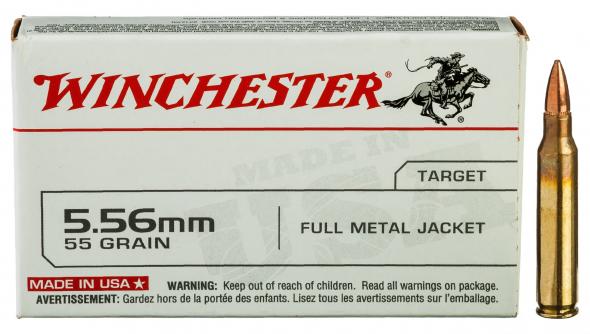 WINCHESTER®
MADE IN
USA
TARGET
5.56mm
55 GRAIN
FULL METAL JACKET
MADE IN USA★
WARNING: Keep out of reach of children. Read all warnings on package.
AVERTISSEMENT: Gardez hors de la portée des enfants. Lisez tous les avertissements sur l'emballage.